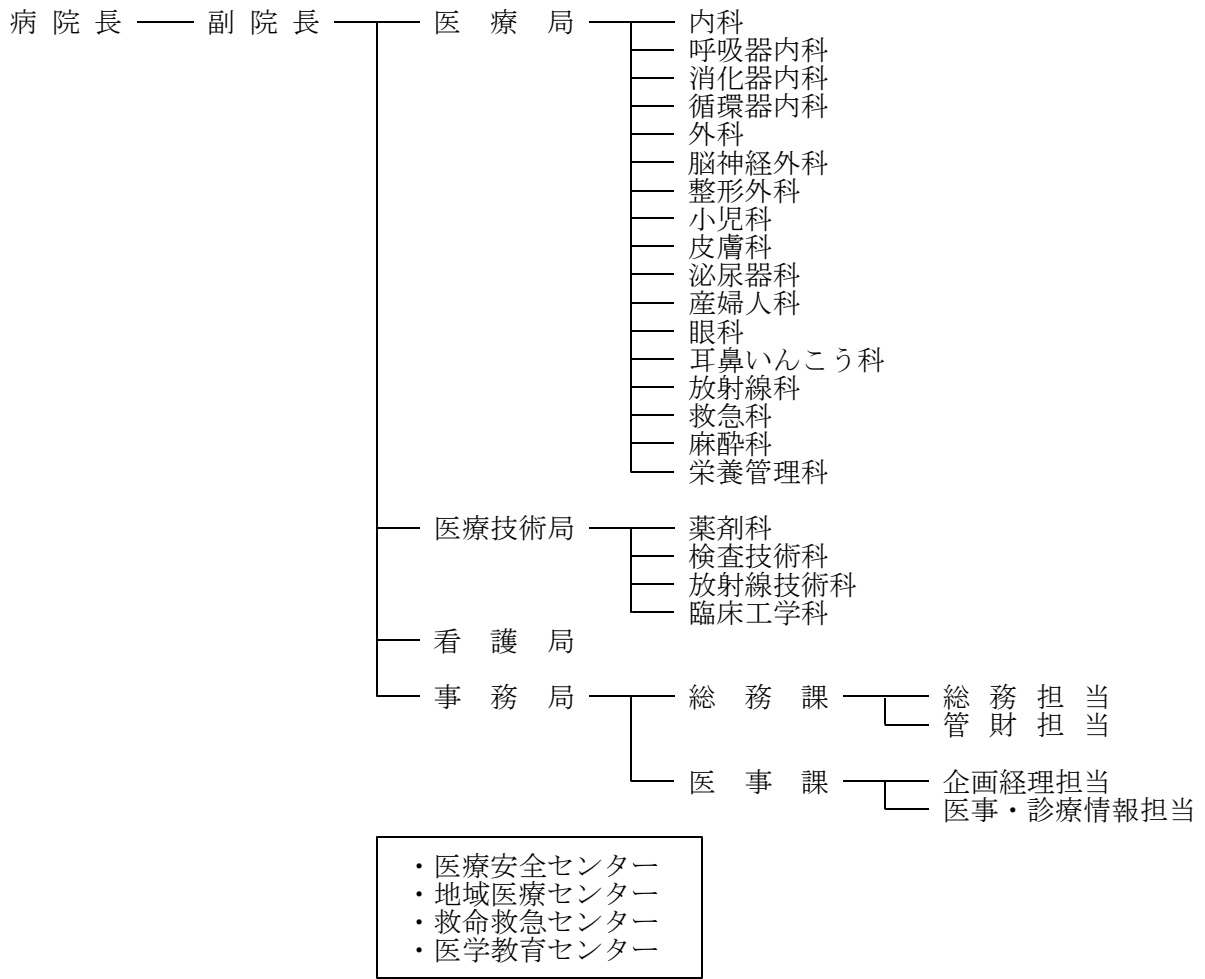 病院長 副院長 医療局 内科
呼吸器内科
消化器内科
循環器内科
外科
脳神経外科
整形外科
小児科
皮膚科
泌尿器科
産婦人科
眼科
耳鼻いんこう科
放射線科
救急科
麻酔科
栄養管理科
医療技術局 薬剤科
検査技術科
放射線技術科
臨床工学科
看護局
事務局 総務課 総務担当
管財担当
医事課 企画経理担当
医事・診療情報担当
・医療安全センター
・地域医療センター
・救命救急センター
・医学教育センター